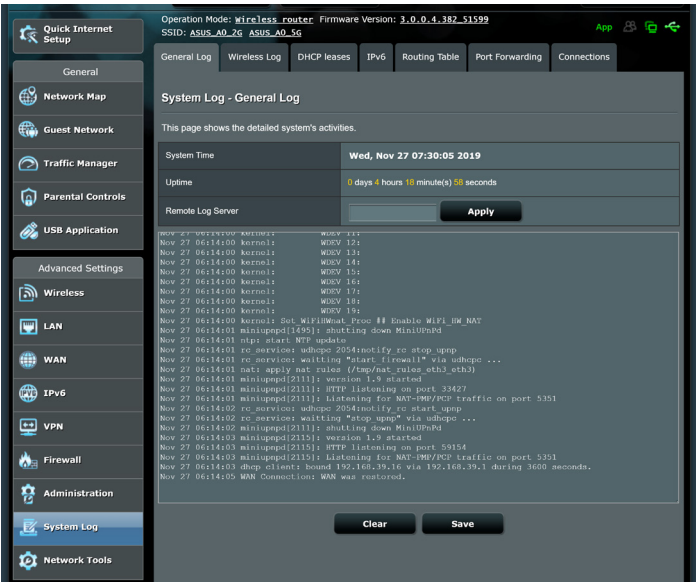 Operation Mode: Wireless router Firmware Version: 3.0.0.4.382_51599
SSID: ASUS_A0_2G ASUS_A0_5G
App
Quick Internet
Setup
General
Network Map
Guest Network
Traffic Manager
Parental Controls
USB Application
Advanced Settings
Wireless
LAN
WAN
IPv6
VPN
Firewall
Administration
System Log
Network Tools
General Log Wireless Log DHCP leases IPv6 Routing Table Port Forwarding Connections
System Log - General Log
This page shows the detailed system's activities.
System Time Wed, Nov 27 07:30:05 2019
Uptime 0 days 4 hours 18 minute(s) 58 seconds
Remote Log Server Apply
Nov 27 06:14:00 kernel: WDEV 11:
Nov 27 06:14:00 kernel: WDEV 12:
Nov 27 06:14:00 kernel: WDEV 13:
Nov 27 06:14:00 kernel: WDEV 14:
Nov 27 06:14:00 kernel: WDEV 15:
Nov 27 06:14:00 kernel: WDEV 16:
Nov 27 06:14:00 kernel: WDEV 17:
Nov 27 06:14:00 kernel: WDEV 18:
Nov 27 06:14:00 kernel: WDEV 19:
Nov 27 06:14:00 kernel: Set_WiFiHWnat_Proc ## Enable WiFi_HW_NAT
Nov 27 06:14:01 miniupnpd[1495]: shutting down MiniUPnPd
Nov 27 06:14:01 ntp: start NTP update
Nov 27 06:14:01 rc_service: udhcpc 2054:notify_rc stop_upnp
Nov 27 06:14:01 rc_service: waitting "start_firewall" via udhcpc ...
Nov 27 06:14:01 nat: apply nat rules (/tmp/nat_rules_eth3_eth3)
Nov 27 06:14:01 miniupnpd[2111]: version 1.9 started
Nov 27 06:14:01 miniupnpd[2111]: HTTP listening on port 33427
Nov 27 06:14:01 miniupnpd[2111]: Listening for NAT-PMP/PCP traffic on port 5351
Nov 27 06:14:02 rc_service: udhcpc 2054:notify_rc start_upnp
Nov 27 06:14:02 rc_service: waitting "stop_upnp" via udhcpc ...
Nov 27 06:14:02 miniupnpd[2111]: shutting down MiniUPnPd
Nov 27 06:14:03 miniupnpd[2115]: version 1.9 started
Nov 27 06:14:03 miniupnpd[2115]: HTTP listening on port 59154
Nov 27 06:14:03 miniupnpd[2115]: Listening for NAT-PMP/PCP traffic on port 5351
Nov 27 06:14:03 dhcp client: bound 192.168.39.16 via 192.168.39.1 during 3600 seconds.
Nov 27 06:14:05 WAN Connection: WAN was restored.
Clear Save